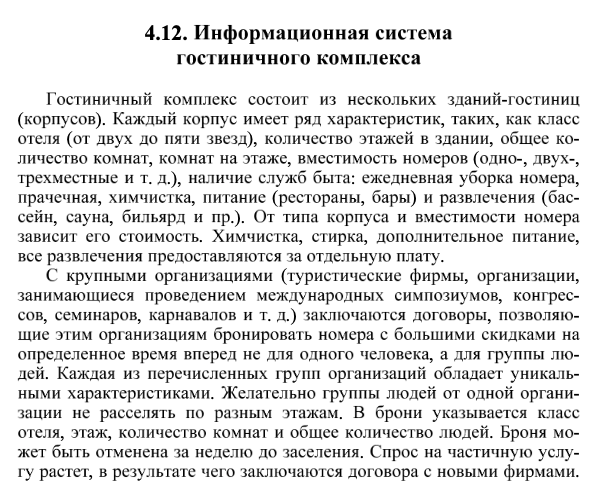 4.12. Информационная система
гостиничного комплекса
Гостиничный комплекс состоит из нескольких зданий-гостиниц
(корпусов). Каждый корпус имеет ряд характеристик, таких, как класс
отеля (от двух до пяти звезд), количество этажей в здании, общее ко-
личество комнат, комнат на этаже, вместимость номеров (одно-, двух-,
трехместные и т. д.), наличие служб быта: ежедневная уборка номера,
прачечная, химчистка, питание (рестораны, бары) и развлечения (бас-
сейн, сауна, бильярд и пр.). От типа корпуса и вместимости номера
зависит его стоимость. Химчистка, стирка, дополнительное питание,
все развлечения предоставляются за отдельную плату.
С крупными организациями (туристические фирмы, организации,
занимающиеся проведением международных симпозиумов, конгрес-
сов, семинаров, карнавалов и т. д.) заключаются договоры, позволяю-
щие этим организациям бронировать номера с большими скидками на
определенное время вперед не для одного человека, а для группы лю-
дей. Каждая из перечисленных групп организаций обладает уникаль-
ными характеристиками. Желательно группы людей от одной органи-
зации не расселять по разным этажам. В брони указывается класс
отеля, этаж, количество комнат и общее количество людей. Броня мо-
жет быть отменена за неделю до заселения. Спрос на частичную услу-
гу растет, в результате чего заключаются договора с новыми фирмами.